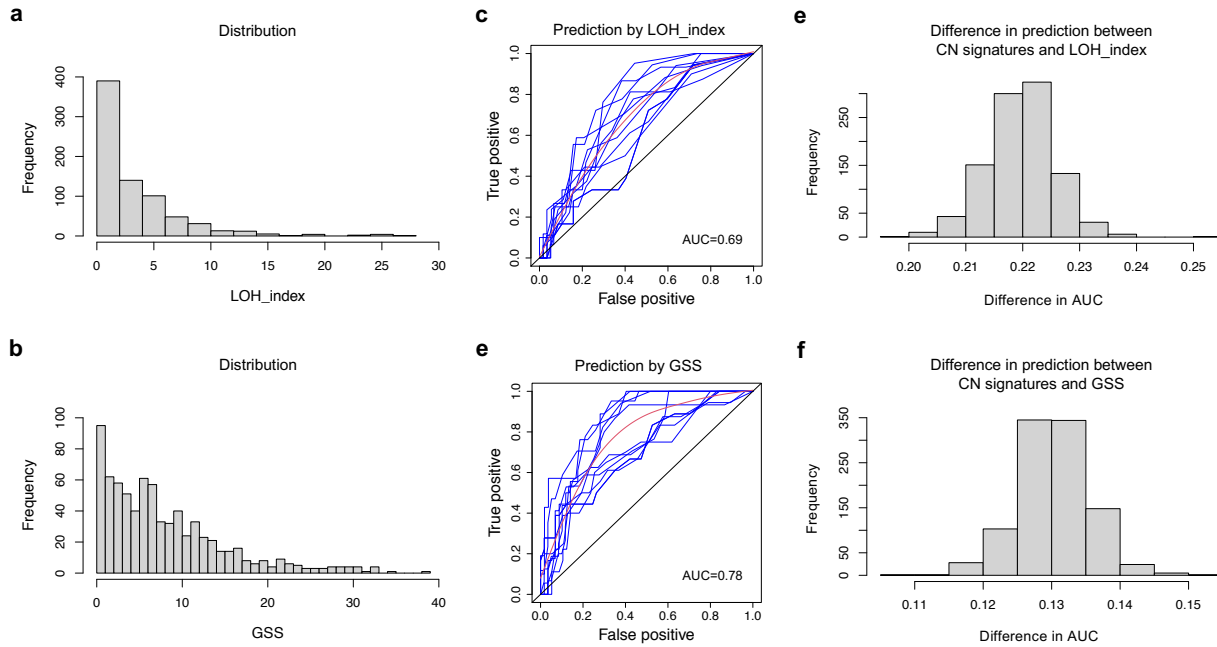 a
Distribution
Frequency
0 100 200 300 400
0 5 10 15 20 25 30
LOH_index
c
Prediction by LOH_index
True positive
0.0 0.2 0.4 0.6 0.8 1.0
AUC=0.69
0.0 0.2 0.4 0.6 0.8 1.0
False positive
e
Difference in prediction between
CN signatures and LOH_index
Frequency
0 50 150 300
0.20 0.21 0.22 0.23 0.24 0.25
Difference in AUC
b
Distribution
Frequency
0 20 40 60 80 100
0 10 20 30 40
GSS
e
Prediction by GSS
True positive
0.0 0.2 0.4 0.6 0.8 1.0
AUC=0.78
0.0 0.2 0.4 0.6 0.8 1.0
False positive
f
Difference in prediction between
CN signatures and GSS
Frequency
0 50 150 250 350
0.11 0.12 0.13 0.14 0.15
Difference in AUC